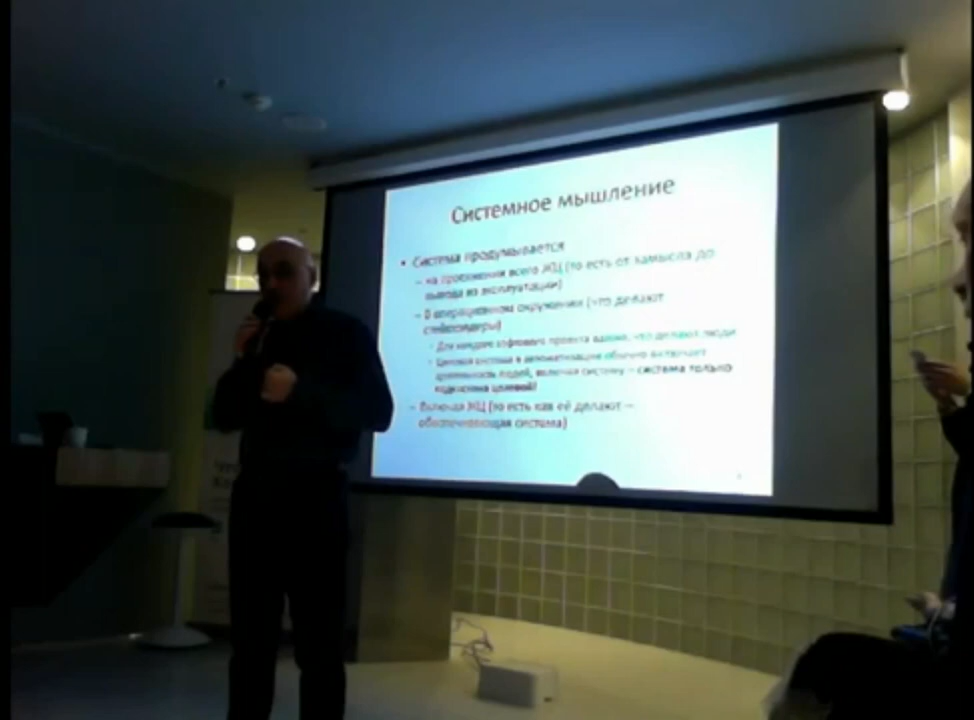 Системное мышление
• Система продумывается
– на протяжении всего ЖЦ (то есть от замысла до
вывода из эксплуатации)
– В операционном окружении (что делают
стейкхолдеры)
Для каждого софтового проекта важно, что делают люди
Целевая система в автоматизации обычно включает
деятельность людей, включая систему – система только
подсистема целевой!
– Включая ЖЦ (то есть как её делают –
обеспечивающая система)